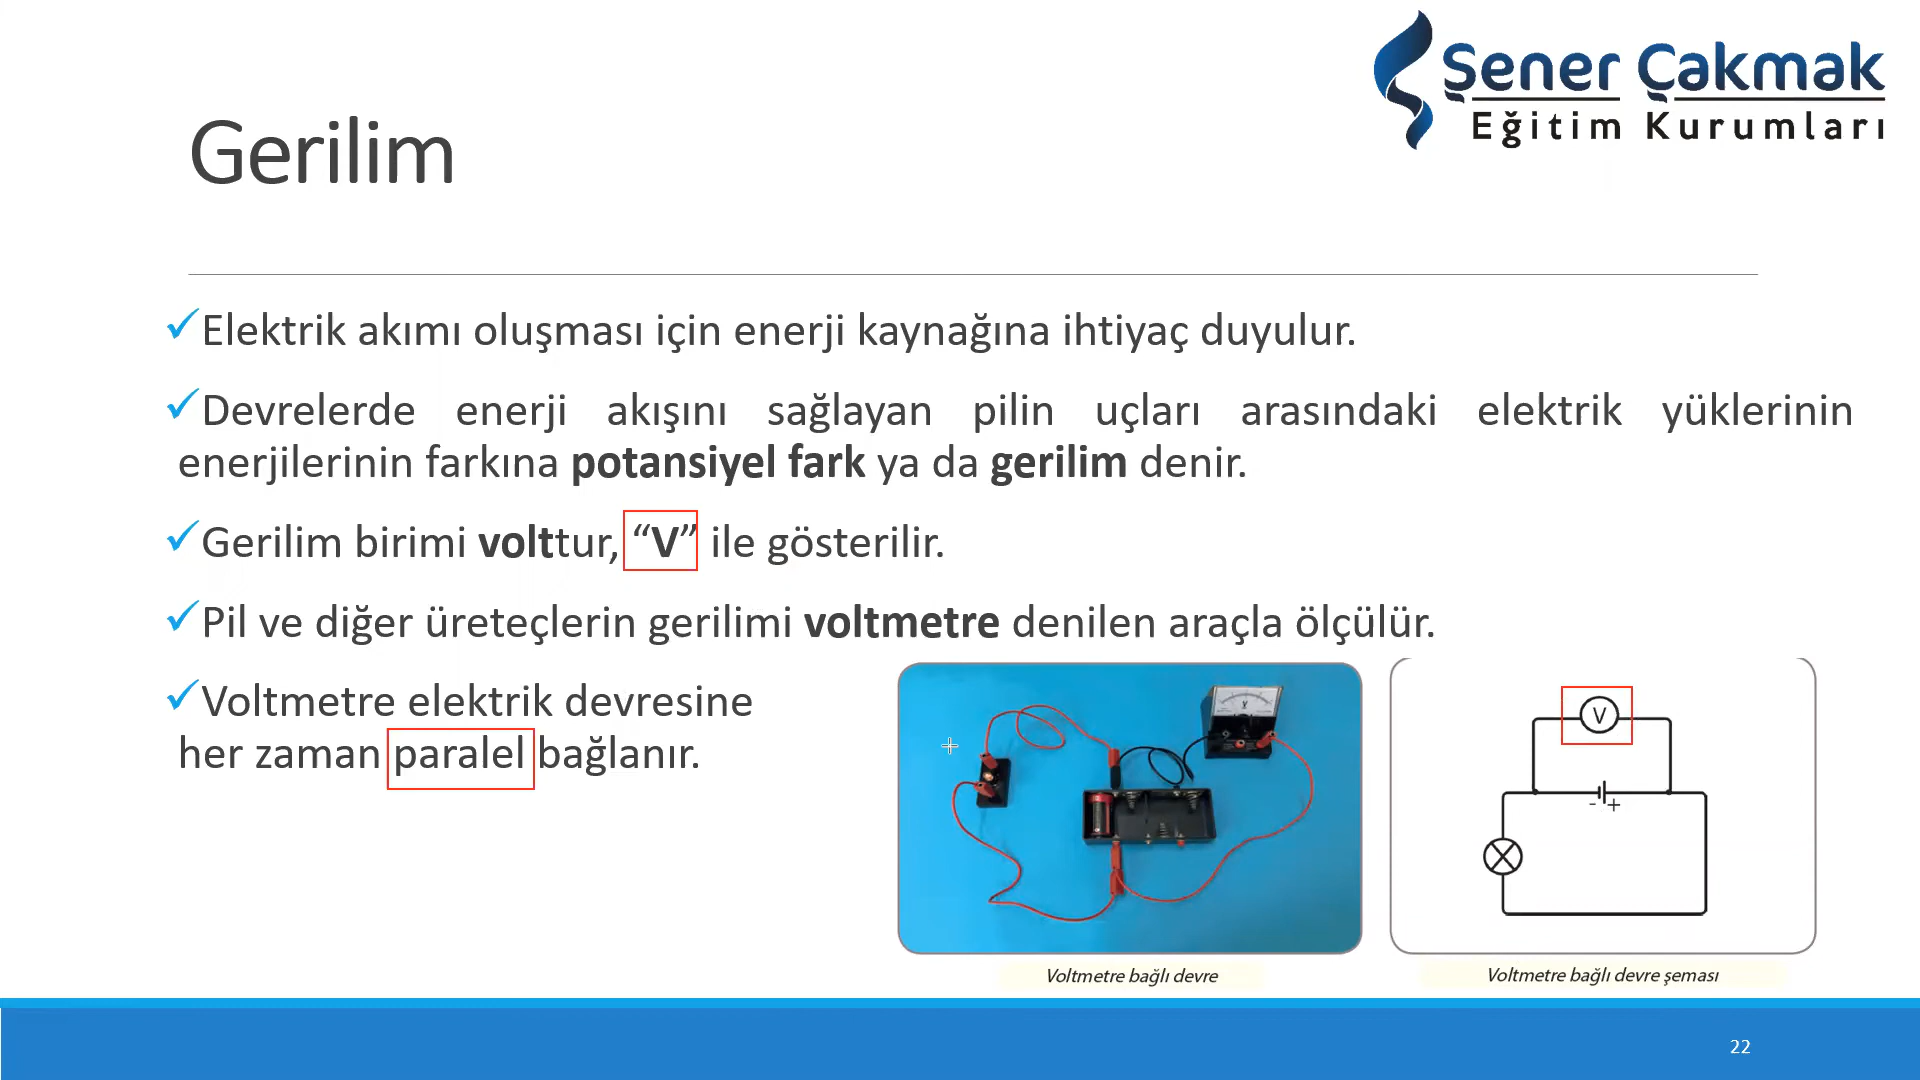 Şener Çakmak
Eğitim Kurumları
Gerilim
✓Elektrik akımı oluşması için enerji kaynağına ihtiyaç duyulur.
✓Devrelerde enerji akışını sağlayan pilin uçları arasındaki elektrik yüklerinin
enerjilerinin farkına potansiyel fark ya da gerilim denir.
✓Gerilim birimi volttur, “V” ile gösterilir.
✓Pil ve diğer üreteçlerin gerilimi voltmetre denilen araçla ölçülür.
✓Voltmetre elektrik devresine
her zaman paralel bağlanır.
V
V
- +
Voltmetre bağlı devre
Voltmetre bağlı devre şeması
22